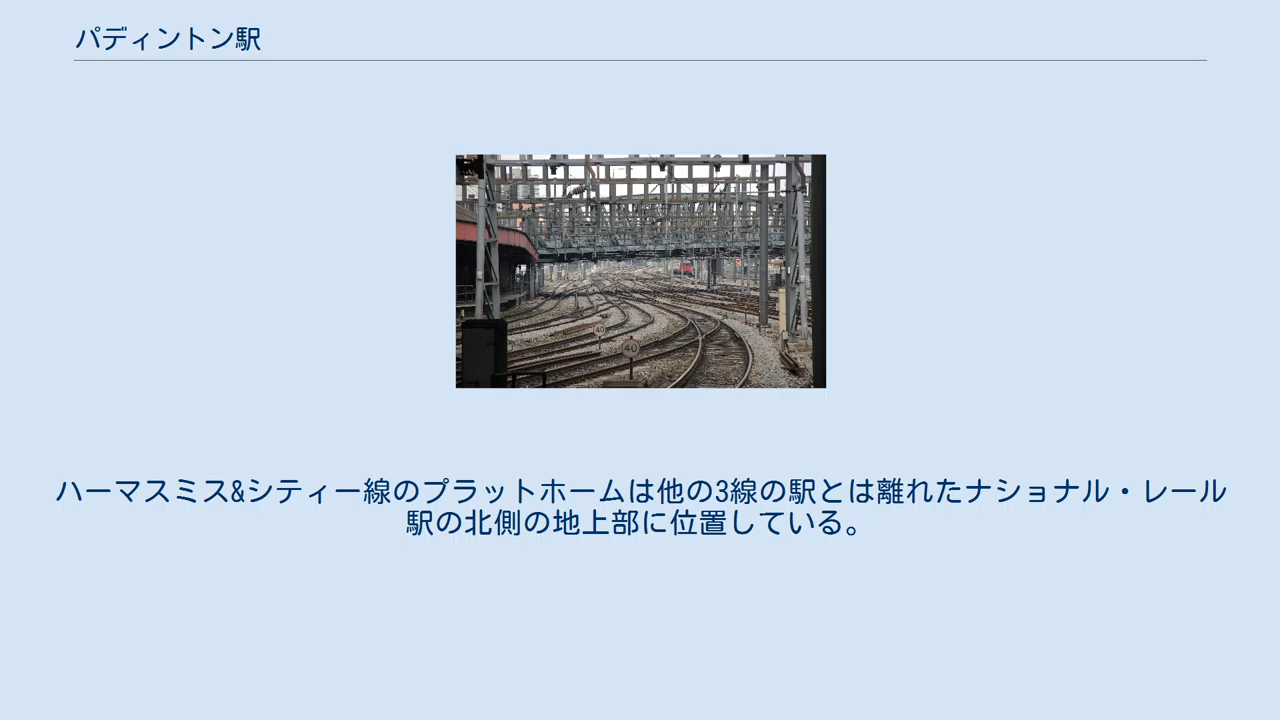 パディントン駅
40
40
ハーマスミス&シティー線のプラットホームは他の3線の駅とは離れたナショナル・レール
駅の北側の地上部に位置している。